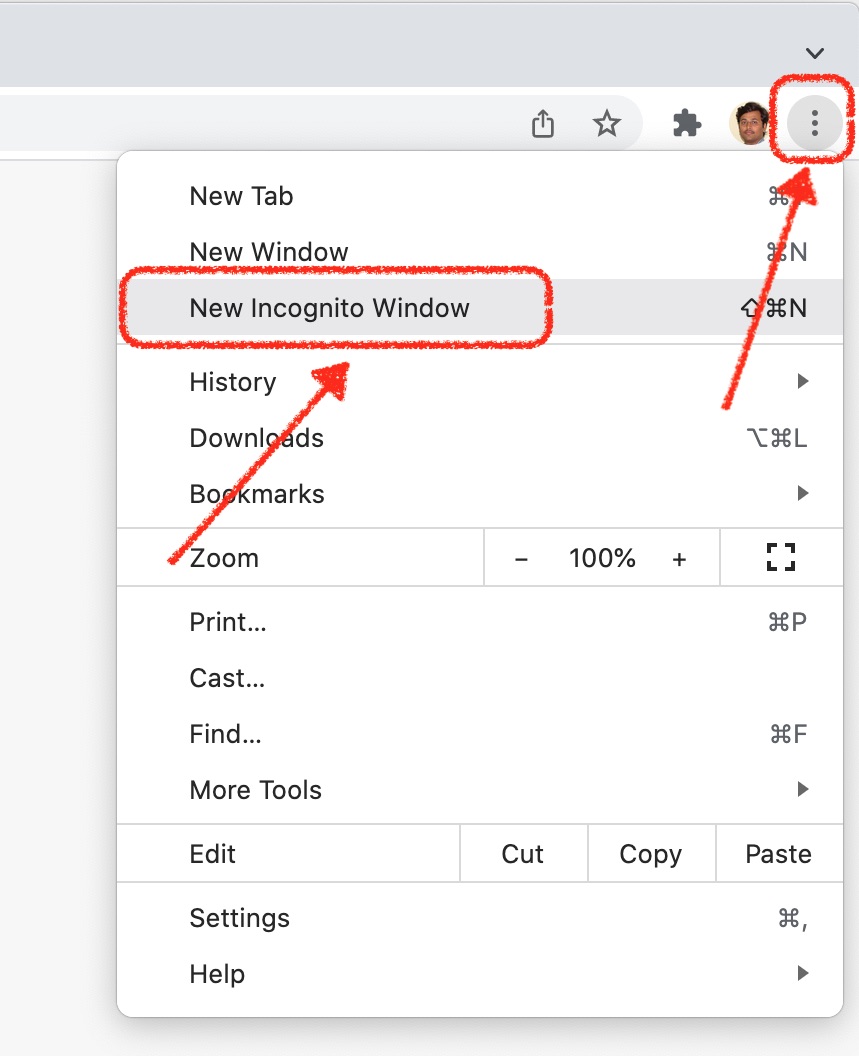 New Tab ⌘
New Window ⌘N
New Incognito Window ⇧⌘N
History
Downloads ⌥⌘L
Bookmarks
Zoom − 100% +
Print... ⌘P
Cast...
Find... ⌘F
More Tools
Edit Cut Copy Paste
Settings ⌘,
Help